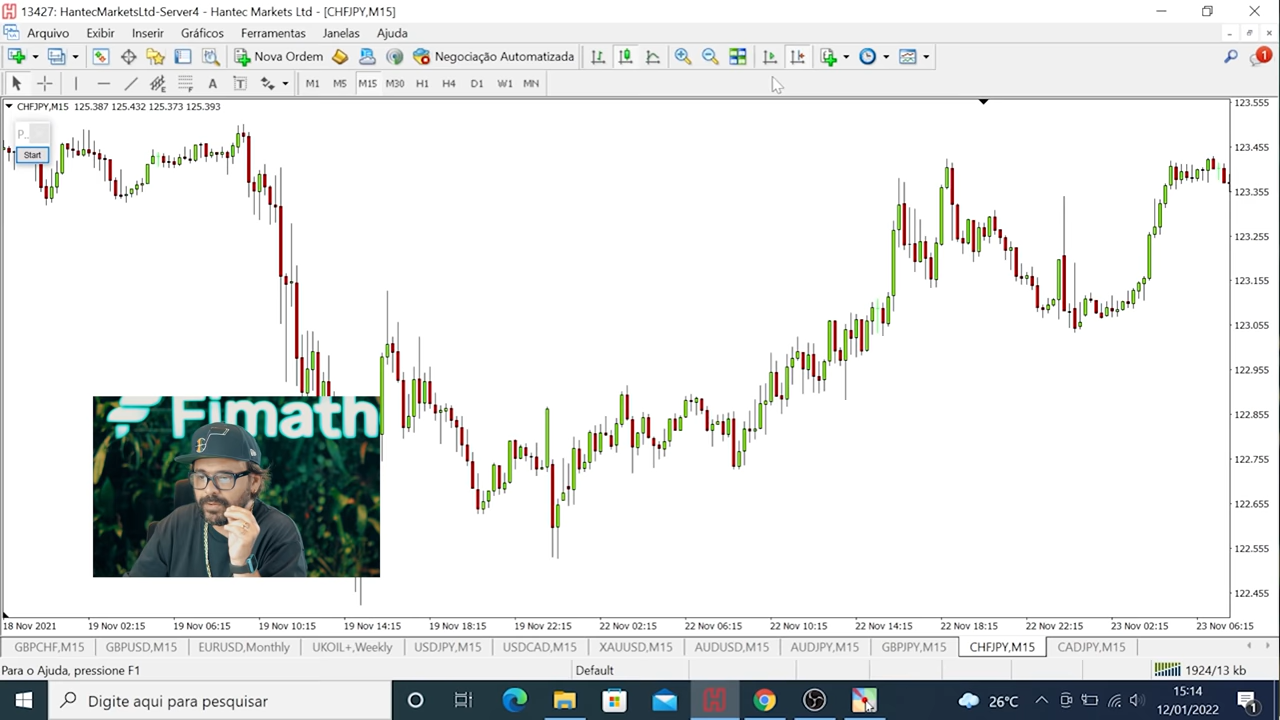 13427: HantecMarketsLtd-Server4 - Hantec Markets Ltd - [CHFJPY,M15]
Arquivo Exibir Inserir Gráficos Ferramentas Janelas Ajuda
Nova Ordem Negociação Automatizada 1
A T M1 M5 M15 M30 H1 H4 D1 W1 MN
CHFJPY,M15 125.387 125.432 125.373 125.393
P...
Start
123.555
123.455
123.355
123.255
123.155
123.055
122.955
122.855
122.755
122.655
122.555
122.455
Fimath
18 Nov 2021 19 Nov 02:15 19 Nov 06:15 19 Nov 10:15 19 Nov 18:15 19 Nov 22:15 22 Nov 02:15 22 Nov 06:15 22 Nov 10:15 22 Nov 14:15 22 Nov 18:15 22 Nov 22:15 23 Nov 02:15 23 Nov 06:15
GBPCHF,M15 GBPUSD,M15 EURUSD,Monthly UKOIL+,Weekly USDJPY,M15 USDCAD,M15 XAUUSD,M15 AUDUSD,M15 AUDJPY,M15 GBPJPY,M15 CHFJPY,M15 CADJPY,M15
Para o Ajuda, pressione F1 Default 1924/13 kb
Digite aqui para pesquisar 26°C 15:14
12/01/2022 1